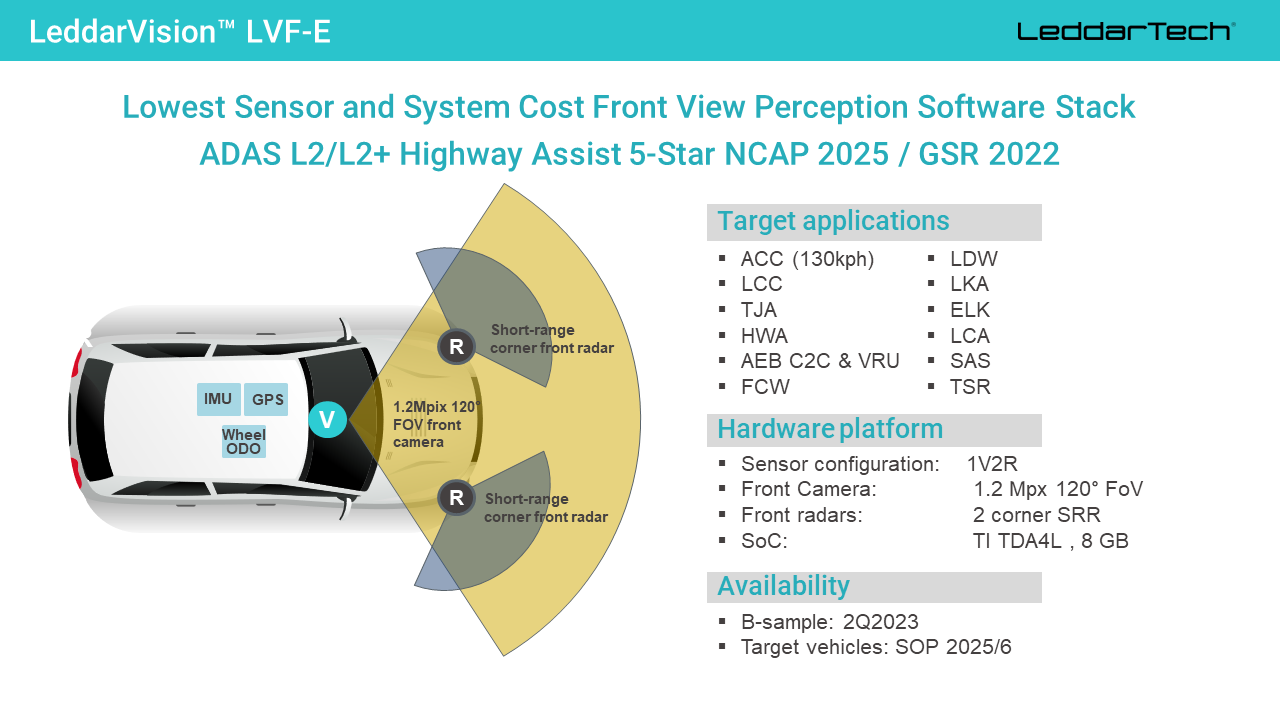 LeddarVision™ LVF-E
LeddarTech®
Lowest Sensor and System Cost Front View Perception Software Stack
ADAS L2/L2+ Highway Assist 5-Star NCAP 2025 / GSR 2022
IMU
GPS
Wheel
ODO
V
R
Short-range
corner front radar
1.2Mpix 120°
FOV front
camera
R
Short-range
corner front radar
Target applications
▪ ACC (130kph)
▪ LCC
▪ TJA
▪ HWA
▪ AEB C2C & VRU
▪ FCW
▪ LDW
▪ LKA
▪ ELK
▪ LCA
▪ SAS
▪ TSR
Hardware platform
▪ Sensor configuration: 1V2R
▪ Front Camera: 1.2 Mpx 120° FoV
▪ Front radars: 2 corner SRR
▪ SoC: TI TDA4L , 8 GB
Availability
▪ B-sample: 2Q2023
▪ Target vehicles: SOP 2025/6